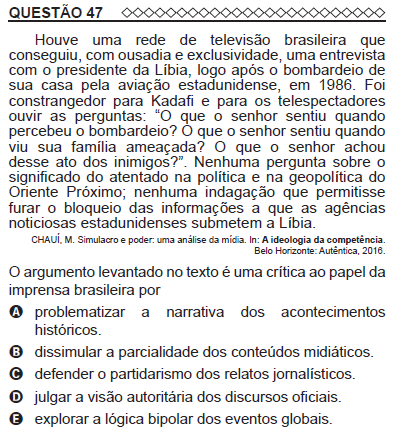 QUESTÃO 47
Houve uma rede de televisão brasileira que
conseguiu, com ousadia e exclusividade, uma entrevista
com o presidente da Líbia, logo após o bombardeio de
sua casa pela aviação estadunidense, em 1986. Foi
constrangedor para Kadafi e para os telespectadores
ouvir as perguntas: “O que o senhor sentiu quando
percebeu o bombardeio? O que o senhor sentiu quando
viu sua família ameaçada? O que o senhor achou
desse ato dos inimigos?”. Nenhuma pergunta sobre o
significado do atentado na política e na geopolítica do
Oriente Próximo; nenhuma indagação que permitisse
furar o bloqueio das informações a que as agências
noticiosas estadunidenses submetem a Líbia.
CHAUÍ, M. Simulacro e poder: uma análise da mídia. In: A ideologia da competência.
Belo Horizonte: Autêntica, 2016.
O argumento levantado no texto é uma crítica ao papel da
imprensa brasileira por
A problematizar a narrativa dos acontecimentos
históricos.
B dissimular a parcialidade dos conteúdos midiáticos.
C defender o partidarismo dos relatos jornalísticos.
D julgar a visão autoritária dos discursos oficiais.
E explorar a lógica bipolar dos eventos globais.